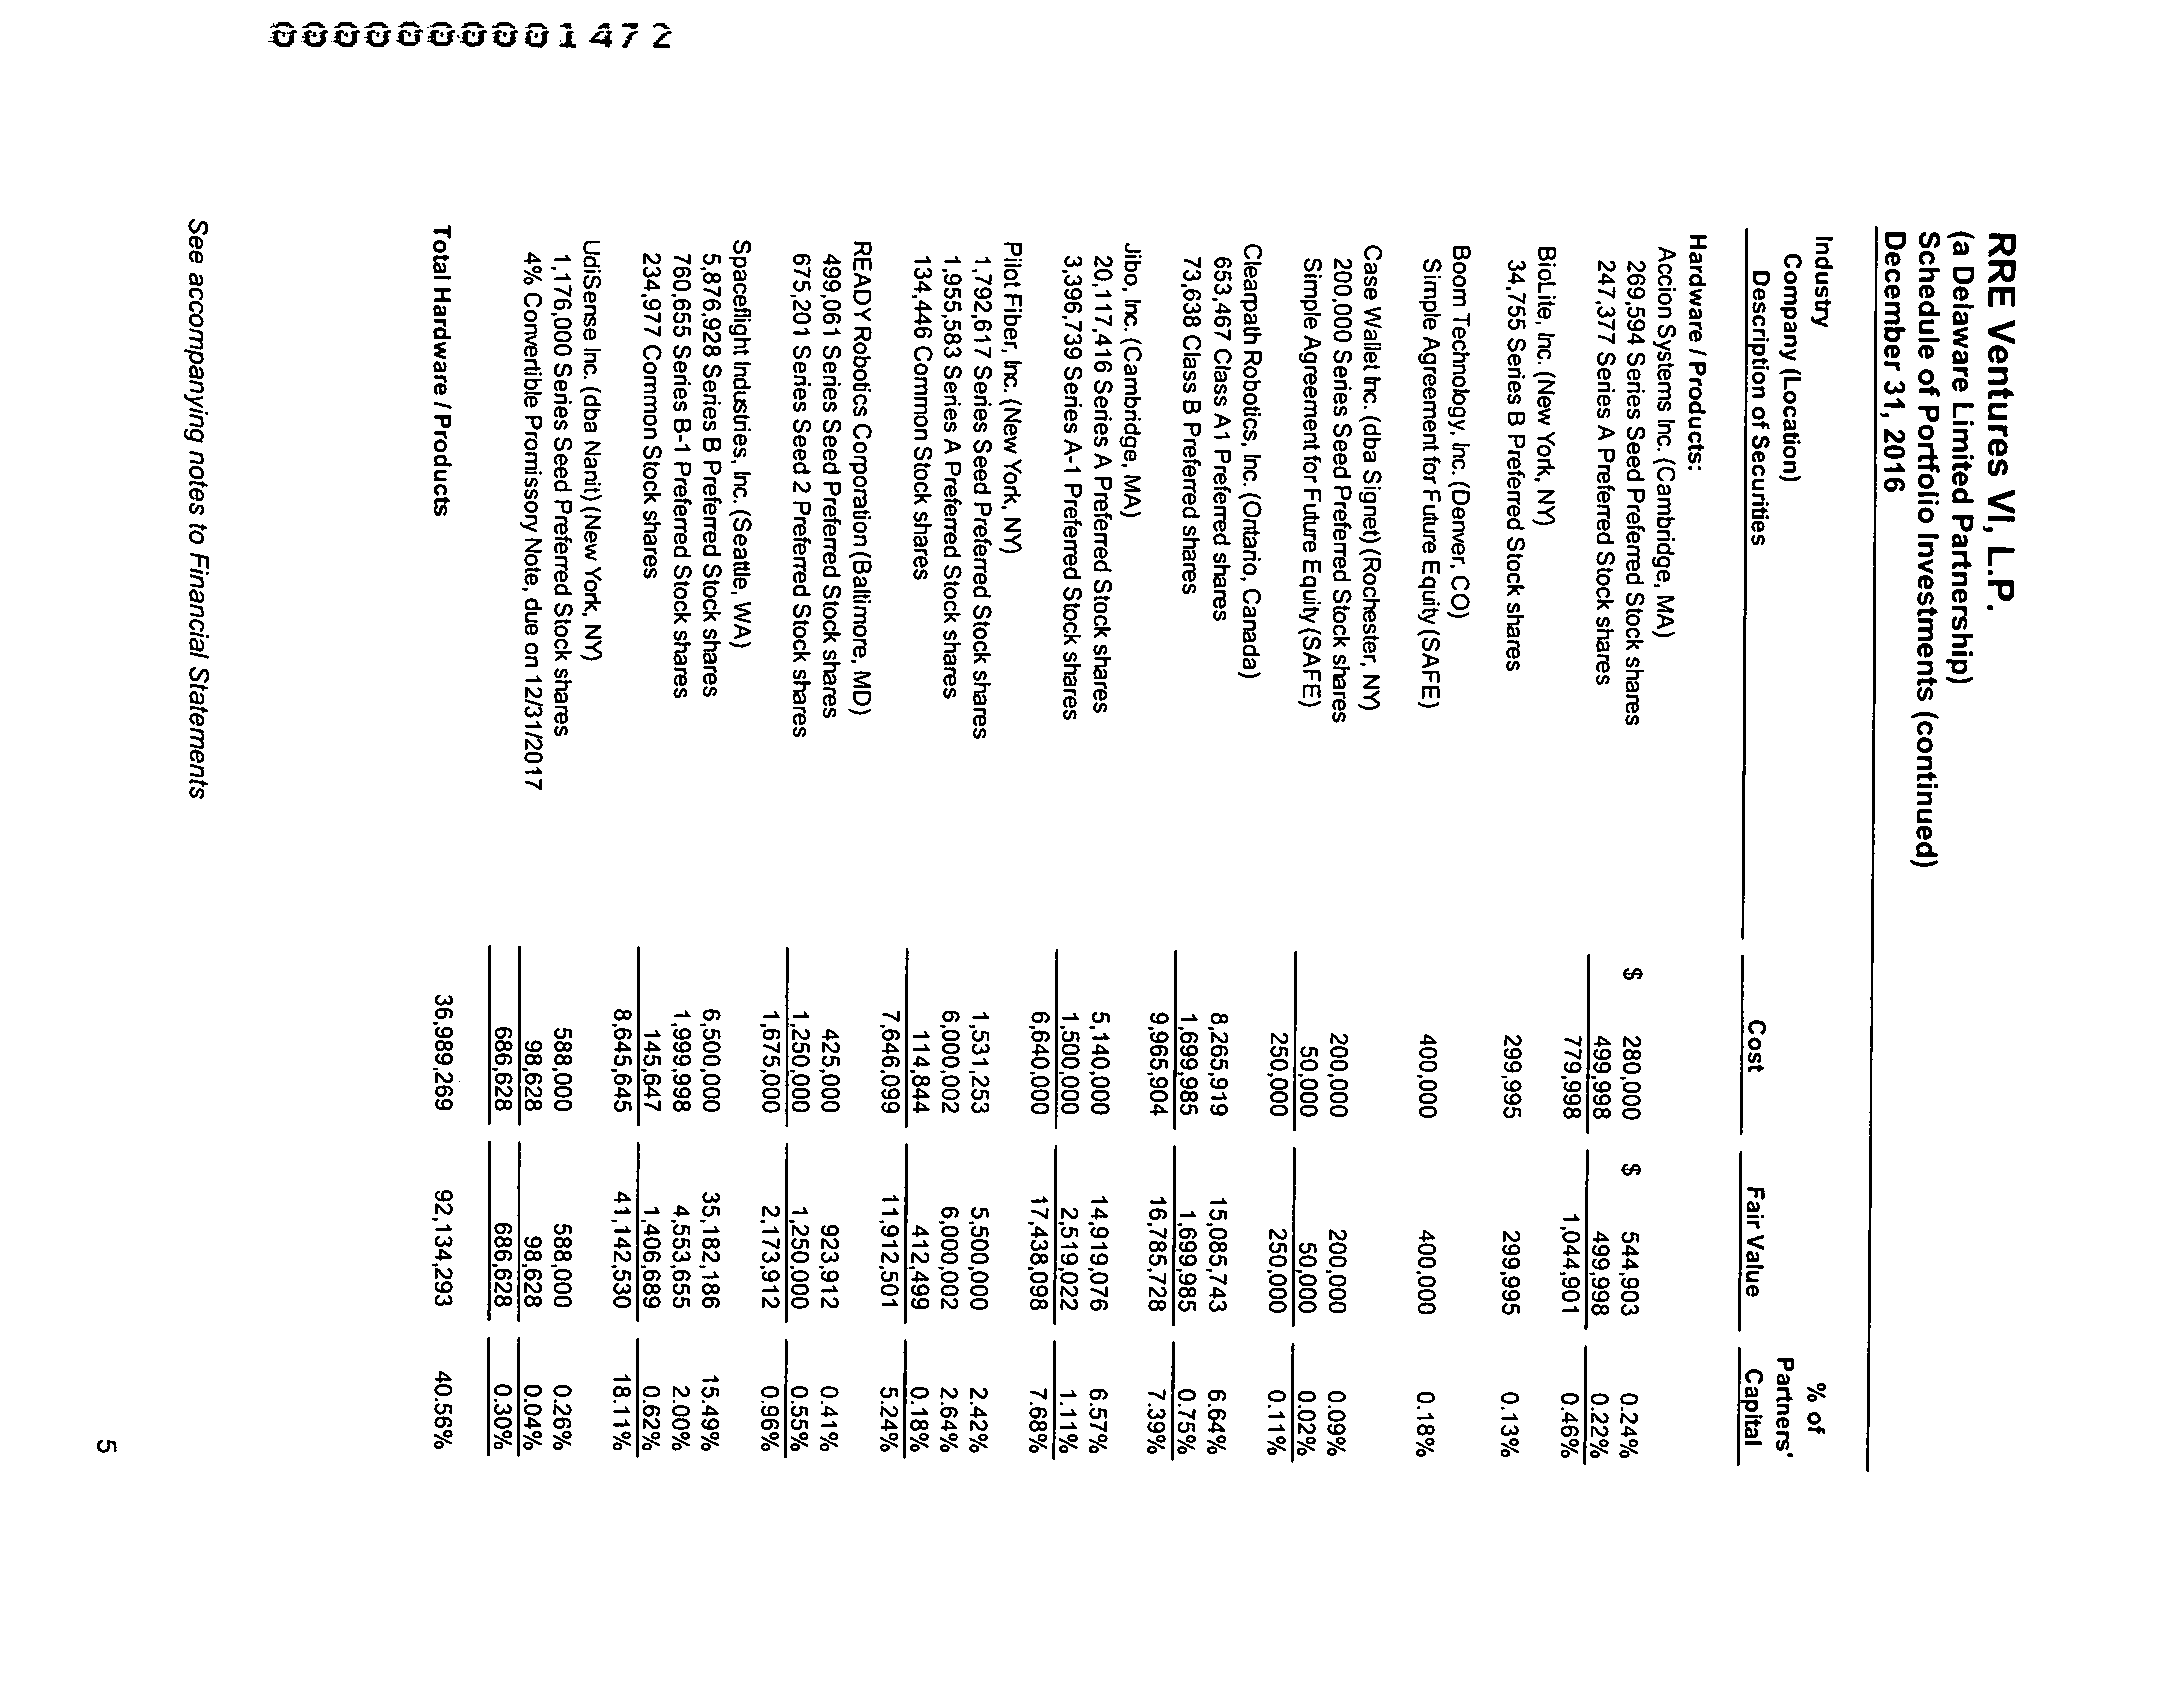 0000000001472
RRE Ventures VI, L.P.
(a Delaware Limited Partnership)
Schedule of Portfolio Investments (continued)
December 31, 2016
Industry % of
Company (Location) Partners'
Description of Securities Cost Fair Value Capital
Hardware / Products:
Accion Systems Inc. (Cambridge, MA)
269,594 Series Seed Preferred Stock shares $ 280,000 $ 544,903 0.24%
247,377 Series A Preferred Stock shares 499,998 499,998 0.22%
779,998 1,044,901 0.46%
BioLite, Inc. (New York, NY)
34,755 Series B Preferred Stock shares 299,995 299,995 0.13%
Boom Technology, Inc. (Denver, CO)
Simple Agreement for Future Equity (SAFE) 400,000 400,000 0.18%
Case Wallet Inc. (dba Signet) (Rochester, NY)
200,000 Series Seed Preferred Stock shares 200,000 200,000 0.09%
Simple Agreement for Future Equity (SAFE) 50,000 50,000 0.02%
250,000 250,000 0.11%
Clearpath Robotics, Inc. (Ontario, Canada)
653,467 Class A1 Preferred shares 8,265,919 15,085,743 6.64%
73,638 Class B Preferred shares 1,699,985 1,699,985 0.75%
9,965,904 16,785,728 7.39%
Jibo, Inc. (Cambridge, MA)
20,117,416 Series A Preferred Stock shares 5,140,000 14,919,076 6.57%
3,396,739 Series A-1 Preferred Stock shares 1,500,000 2,519,022 1.11%
6,640,000 17,438,098 7.68%
Pilot Fiber, Inc. (New York, NY)
1,792,617 Series Seed Preferred Stock shares 1,531,253 5,500,000 2.42%
1,955,583 Series A Preferred Stock shares 6,000,002 6,000,002 2.64%
134,446 Common Stock shares 114,844 412,499 0.18%
7,646,099 11,912,501 5.24%
READY Robotics Corporation (Baltimore, MD)
499,061 Series Seed Preferred Stock shares 425,000 923,912 0.41%
675,201 Series Seed 2 Preferred Stock shares 1,250,000 1,250,000 0.55%
1,675,000 2,173,912 0.96%
Spaceflight Industries, Inc. (Seattle, WA)
5,876,928 Series B Preferred Stock shares 6,500,000 35,182,186 15.49%
760,655 Series B-1 Preferred Stock shares 1,999,998 4,553,655 2.00%
234,977 Common Stock shares 145,647 1,406,689 0.62%
8,645,645 41,142,530 18.11%
UdiSense Inc. (dba Nanit) (New York, NY)
1,176,000 Series Seed Preferred Stock shares 588,000 588,000 0.26%
4% Convertible Promissory Note, due on 12/31/2017 98,628 98,628 0.04%
686,628 686,628 0.30%
Total Hardware / Products 36,989,269 92,134,293 40.56%
See accompanying notes to Financial Statements
5